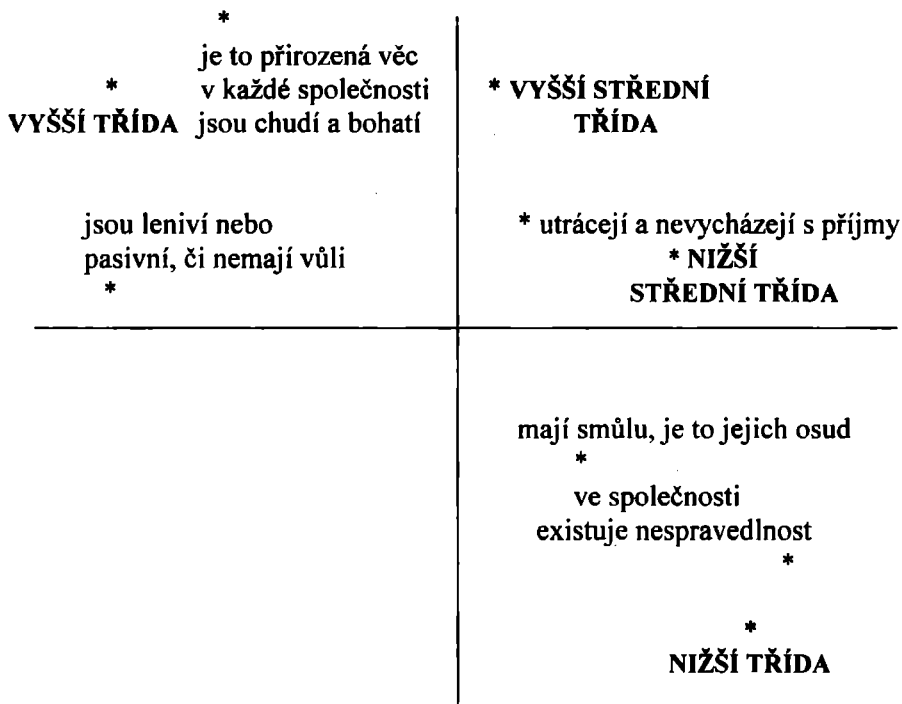 *
je to přirozená věc
* v každé společnosti
VYŠŠÍ TŘÍDA jsou chudí a bohatí
* VYŠŠÍ STŘEDNÍ
TŘÍDA
jsou leniví nebo
pasivní, či nemají vůli
*
* utrácejí a nevycházejí s příjmy
* NIŽŠÍ
STŘEDNÍ TŘÍDA
mají smůlu, je to jejich osud
*
ve společnosti
existuje nespravedlnost
*
*
NIŽŠÍ TŘÍDA